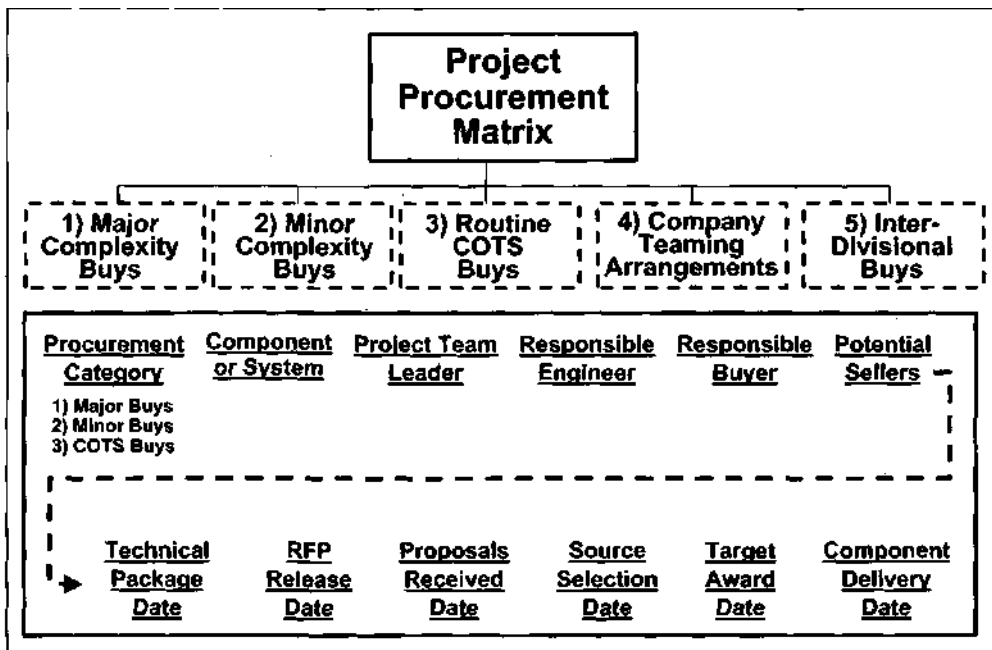 Project
Procurement
Matrix
1) Major
Complexity
Buys
2) Minor
Complexity
Buys
3) Routine
COTS
Buys
4) Company
Teaming
Arrangements
5) Inter-
Divisional
Buys
Procurement
Category
Component
or System
Project Team
Leader
Responsible
Engineer
Responsible
Buyer
Potential
Sellers
1) Major Buys
2) Minor Buys
3) COTS Buys
Technical
Package
Date
RFP
Release
Date
Proposals
Received
Date
Source
Selection
Date
Target
Award
Date
Component
Delivery
Date